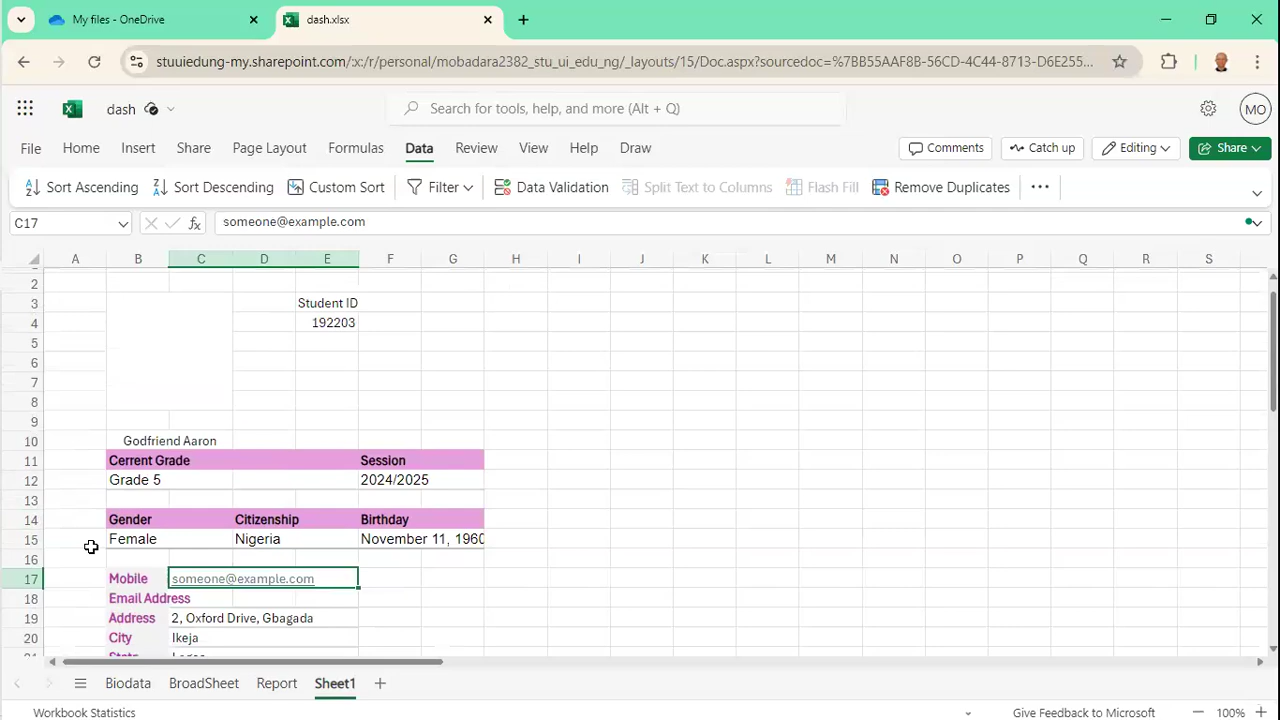 My files - OneDrive
dash.xlsx
stuuiedung-my.sharepoint.com/:x:/r/personal/mobedara2382_stu_ui_edu_ng/_layouts/15/Doc.aspx?sourcedoc=%7BB55AAF8B-56CD-4C44-8713-D6E255...
dash
Search for tools, help, and more (Alt + Q)
MO
File Home Insert Share Page Layout Formulas Data Review View Help Draw
Comments Catch up Editing Share
Sort Ascending Sort Descending Custom Sort Filter Data Validation Split Text to Columns Flash Fill Remove Duplicates
C17 fx someone@example.com
A B C D E F G H I J K L M N O P Q R S
2
3 Student ID
4 192203
5
6
7
8
9
10 Godfriend Aaron
11 Cerrent Grade Session
12 Grade 5 2024/2025
13
14 Gender Citizenship Birthday
15 Female Nigeria November 11, 1960
16
17 Mobile someone@example.com
18 Email Address
19 Address 2, Oxford Drive, Gbagada
20 City Ikeja
Biodata BroadSheet Report Sheet1
Workbook Statistics Give Feedback to Microsoft 100%